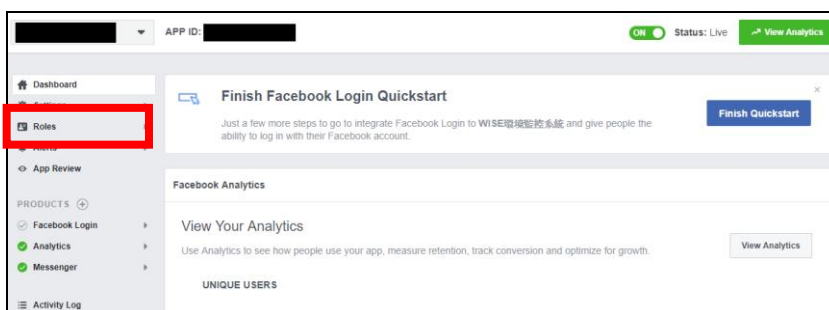 APP ID:
ON
Status: Live
View Analytics
Dashboard
Settings
Roles
Alerts
App Review
PRODUCTS
Facebook Login
Analytics
Messenger
Activity Log
Finish Facebook Login Quickstart
Just a few more steps to go to integrate Facebook Login to WISE環境監控系統 and give people the
ability to log in with their Facebook account.
Finish Quickstart
Facebook Analytics
View Your Analytics
Use Analytics to see how people use your app, measure retention, track conversion and optimize for growth.
View Analytics
UNIQUE USERS